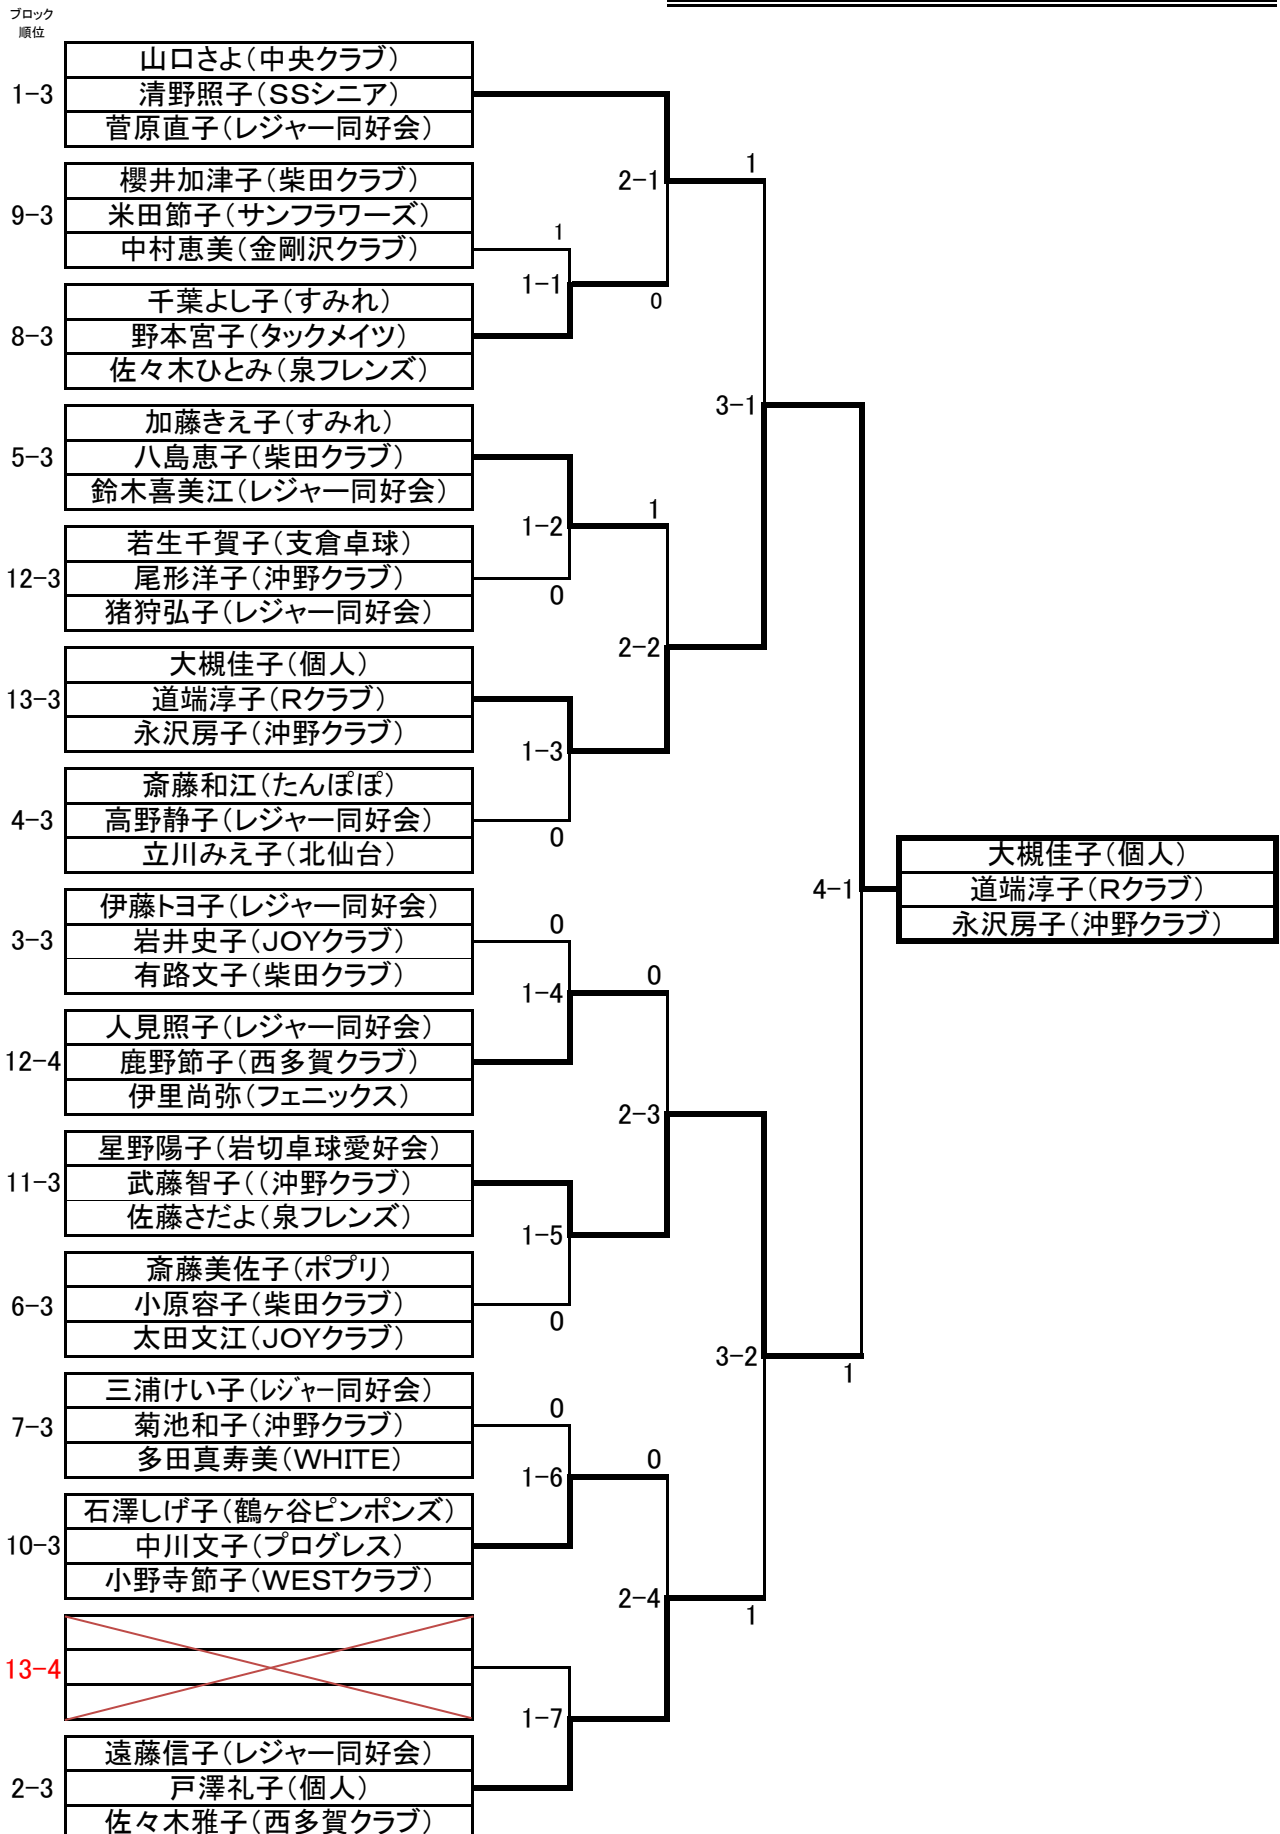 ブロック
順位
山口さよ(中央クラブ)
1-3
清野照子(SSシニア)
菅原直子(レジャー同好会)
櫻井加津子(柴田クラブ)
9-3
米田節子(サンフラワーズ)
中村恵美(金剛沢クラブ)
千葉よし子(すみれ)
8-3
野本宮子(タックメイツ)
佐々木ひとみ(泉フレンズ)
加藤きえ子(すみれ)
5-3
八島恵子(柴田クラブ)
鈴木喜美江(レジャー同好会)
若生千賀子(支倉卓球)
12-3
尾形洋子(沖野クラブ)
猪狩弘子(レジャー同好会)
大槻佳子(個人)
13-3
道端淳子(Rクラブ)
永沢房子(沖野クラブ)
斎藤和江(たんぽぽ)
4-3
高野静子(レジャー同好会)
立川みえ子(北仙台)
伊藤トヨ子(レジャー同好会)
3-3
岩井史子(JOYクラブ)
有路文子(柴田クラブ)
人見照子(レジャー同好会)
12-4
鹿野節子(西多賀クラブ)
伊里尚弥(フェニックス)
星野陽子(岩切卓球愛好会)
11-3
武藤智子((沖野クラブ)
佐藤さだよ(泉フレンズ)
斎藤美佐子(ポプリ)
6-3
小原容子(柴田クラブ)
太田文江(JOYクラブ)
三浦けい子(レジャー同好会)
7-3
菊池和子(沖野クラブ)
多田真寿美(WHITE)
石澤しげ子(鶴ヶ谷ピンポンズ)
10-3
中川文子(プログレス)
小野寺節子(WESTクラブ)
13-4
遠藤信子(レジャー同好会)
2-3
戸澤礼子(個人)
佐々木雅子(西多賀クラブ)
1
1-1
1-2
0
1-3
0
0
1-4
1-5
0
0
1-6
1-7
2-1
0
1
2-2
0
2-3
0
2-4
1
3-1
3-2
1
4-1
1
大槻佳子(個人)
道端淳子(Rクラブ)
永沢房子(沖野クラブ)